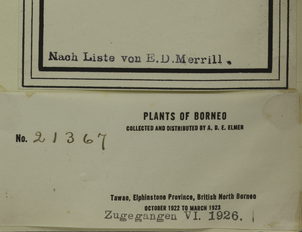 Nach Liste von E.D.Merrill.
PLANTS OF BORNEO
COLLECTED AND DISTRIBUTED BY A. D. E. ELMER
No. 21367
Tawao, Elphinstone Province, British North Borneo
OCTOBER 1922 TO MARCH 1923
Zugegangen VI. 1926.